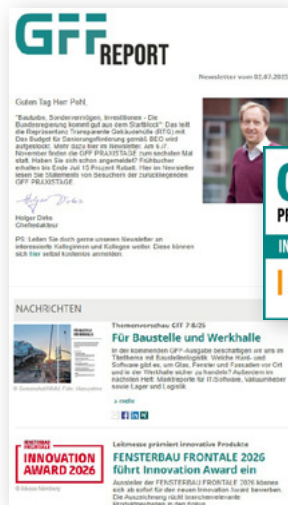 GFF REPORT
Newsletter vom 02.07.2025
Guten Tag Herr Pohl,
"Bautubo, Sondervermögen, Investitionen - Die
Bundesregierung kommt gut aus dem Startblock": Das teilt
die Repräsentanz Transparente Gebäudehülle (RTG) mit
Das Budget für Sanierungsförderung gemäß BEG wird
aufgestockt. Mehr dazu hier im Newsletter. Am 6./7.
November finden die GFF PRAXISTAGE zum sechsten Mal
statt. Haben Sie sich schon angemeldet? Frühbucher
erhalten bis Ende Juli 15 Prozent Rabatt. Hier im Newsletter
lesen Sie Statements von Besuchern der zurückliegenden
GFF PRAXISTAGE.
Holger Dirks
Chefredakteur
PS: Leiten Sie doch gerne unseren Newsletter an
interessierte Kolleginnen und Kollegen weiter. Diese können
sich hier selbst kostenlos anmelden.
NACHRICHTEN
Themenvorschau GFF 7-8/25
Für Baustelle und Werkhalle
In der kommenden GFF-Ausgabe beschäftigen wir uns im
Titelthema mit Baustellenlogistik. Welche Hard- und
Software gibt es, um Glas, Fenster und Fassaden vor Ort
und in der Werkhalle sicher zu handeln? Außerdem im
nächsten Heft: Marktreporte für IT/Software, Vakuumheber
sowie Lager und Logistik.
> mehr
FENSTERBAU
FRONTALE
INNOVATION
AWARD 2026
© Messe Nürnberg
Leitmesse prämiert innovative Produkte
FENSTERBAU FRONTALE 2026
führt Innovation Award ein
Aussteller der FENSTERBAU FRONTALE 2026 können
sich ab sofort für den neuen Innovation Award bewerben.
Die Auszeichnung rückt branchenrelevante